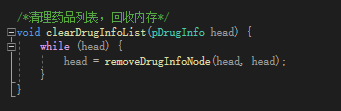 /*清理药品列表，回收内存*/
void clearDrugInfoList(pDrugInfo head) {
    while (head) {
        head = removeDrugInfoNode(head, head);
    }
}